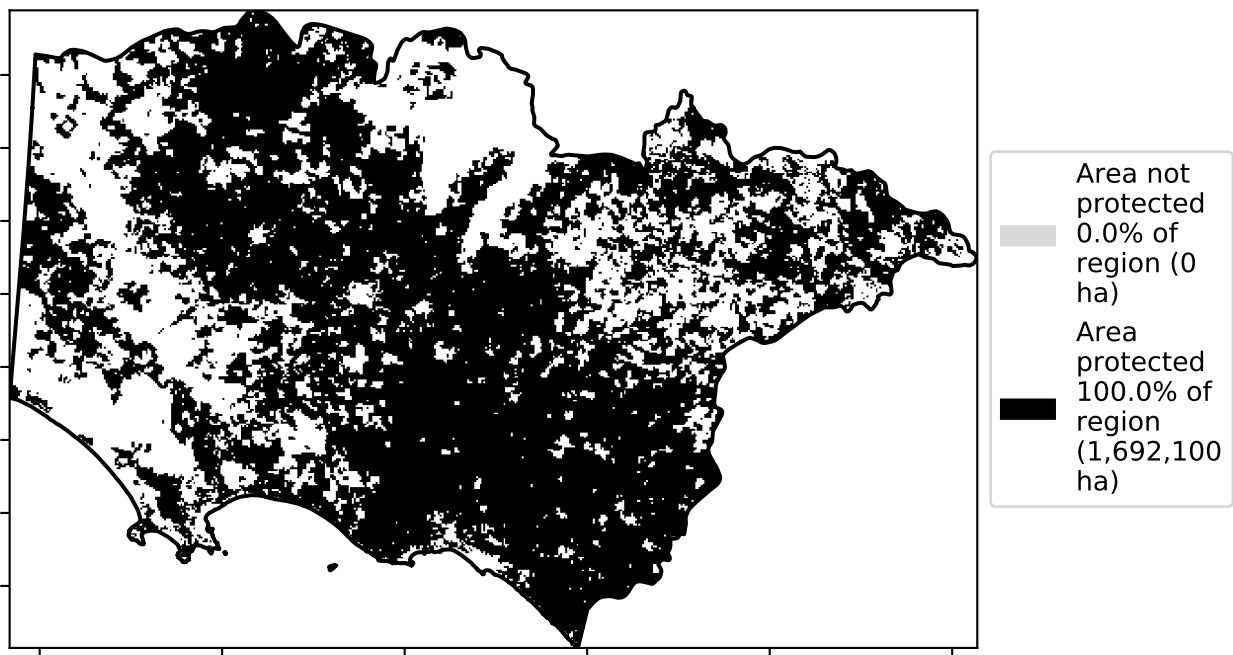 Area not
protected
0.0% of
region (0
ha)
Area
protected
100.0% of
region
(1,692,100
ha)